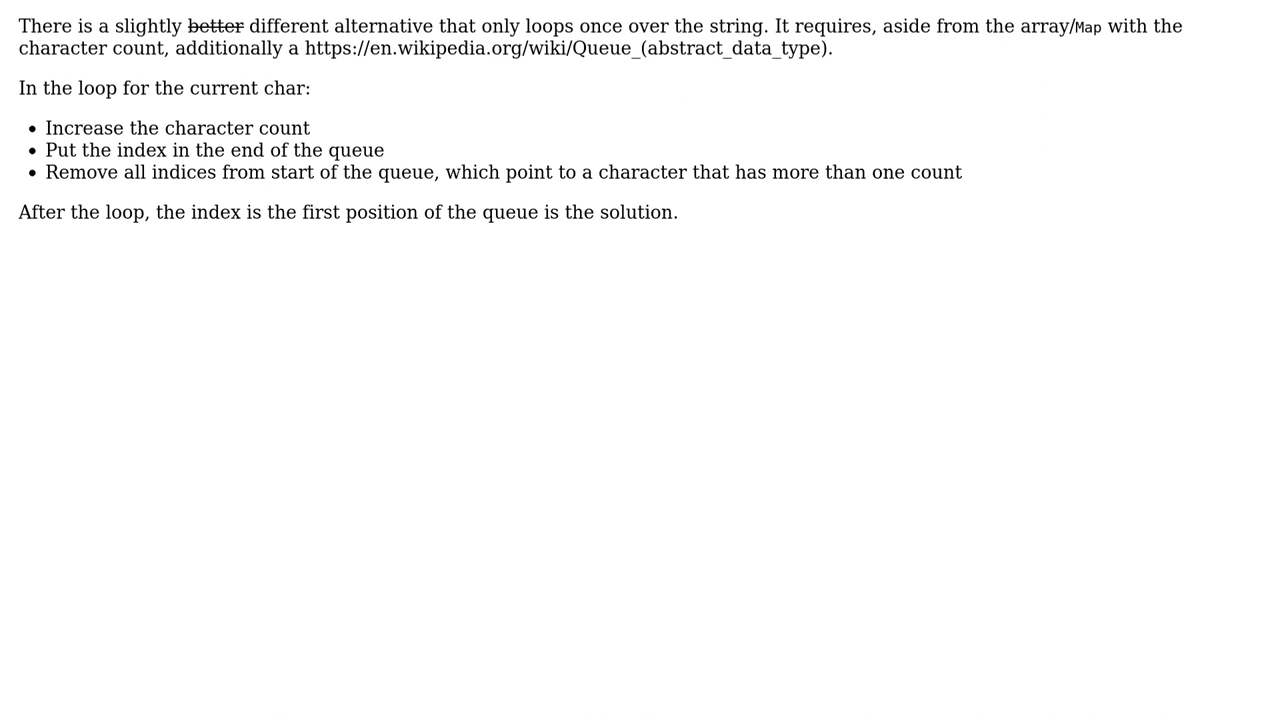 There is a slightly better different alternative that only loops once over the string. It requires, aside from the array/Map with the
character count, additionally a https://en.wikipedia.org/wiki/Queue_(abstract_data_type).
In the loop for the current char:
• Increase the character count
• Put the index in the end of the queue
• Remove all indices from start of the queue, which point to a character that has more than one count
After the loop, the index is the first position of the queue is the solution.